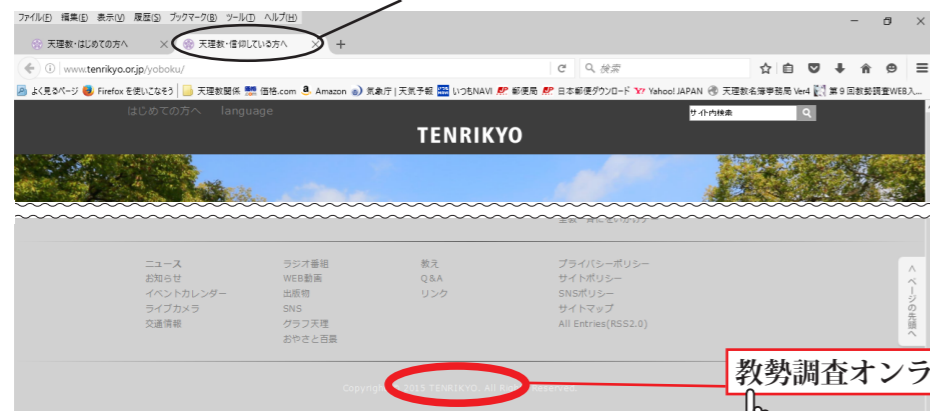 ファイル(F) 編集(E) 表示(V) 履歴(S) ブックマーク(B) ツール(T) ヘルプ(H)
天理教・はじめての方へ × 天理教・信仰している方へ × +
www.tenrikyo.or.jp/yoboku/ 検索
よく見るページ Firefox を使いこなそう 天理教関係 価格.com Amazon 気象庁|天気予報 いつもNAVI 郵便局 日本郵便ダウンロード Yahoo! JAPAN 天理教名簿事務局 Ver4 第9回教勢調査WEB入...
はじめての方へ language サイト内検索
TENRIKYO
ニュース ラジオ番組 教え プライバシーポリシー
お知らせ WEB動画 Q&A サイトポリシー
イベントカレンダー 出版物 リンク SNSポリシー
ライブカメラ SNS サイトマップ
交通情報 グラフ天理 All Entries(RSS2.0)
おやさと百景
ページの先頭へ
教勢調査オンラ
Copyright 2015 TENRIKYO, All Rights Reserved